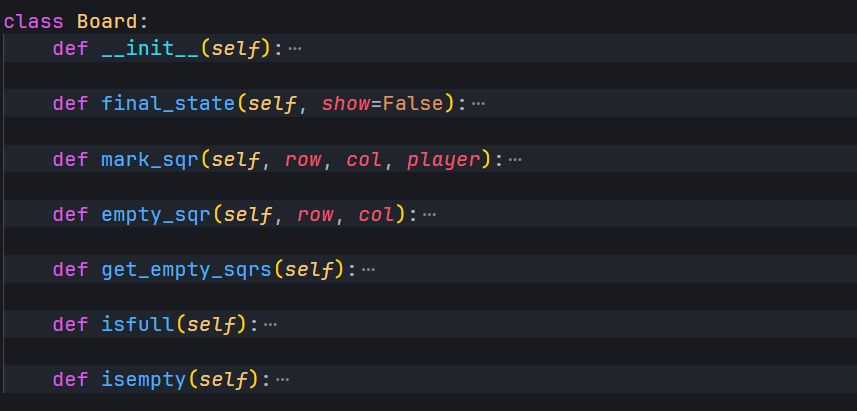 class Board:
    def __init__(self):⋯
    def final_state(self, show=False):⋯
    def mark_sqr(self, row, col, player):⋯
    def empty_sqr(self, row, col):⋯
    def get_empty_sqrs(self):⋯
    def isfull(self):⋯
    def isempty(self):⋯